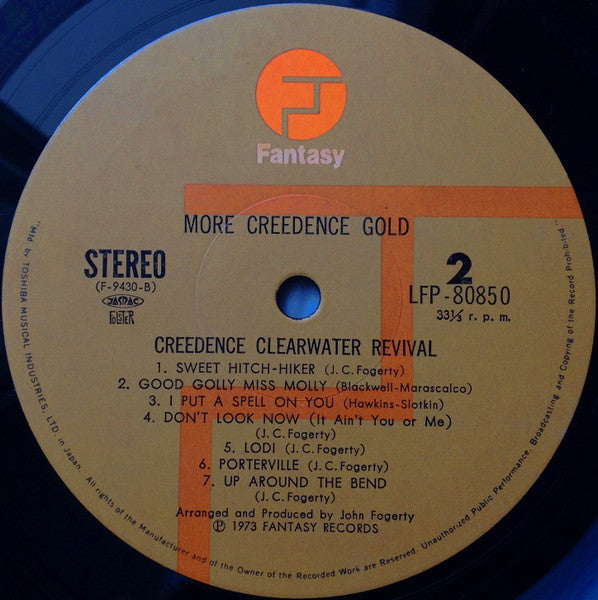 Fantasy
MORE CREEDENCE GOLD
STEREO
(F-9430-B)
JASRAC
POLSTER
2
LFP-80850
33⅓ r. p. m.
CREEDENCE CLEARWATER REVIVAL
1. SWEET HITCH-HIKER (J. C. Fogerty)
2. GOOD GOLLY MISS MOLLY (Blackwell-Marascalco)
3. I PUT A SPELL ON YOU (Hawkins-Slotkin)
4. DON'T LOOK NOW (It Ain't You or Me)
(J. C. Fogerty)
5. LODI (J. C. Fogerty)
6. PORTERVILLE (J. C. Fogerty)
7. UP AROUND THE BEND
(J. C. Fogerty)
Arranged and Produced by John Fogerty
Ⓟ 1973 FANTASY RECORDS
"Mfd. by TOSHIBA MUSICAL INDUSTRIES, LTD. in Japan. All rights of the Manufacturer and of the Owner of the Recorded Work are Reserved. Unauthorized Public Performance, Broadcasting and Copying of the Record Prohibited"